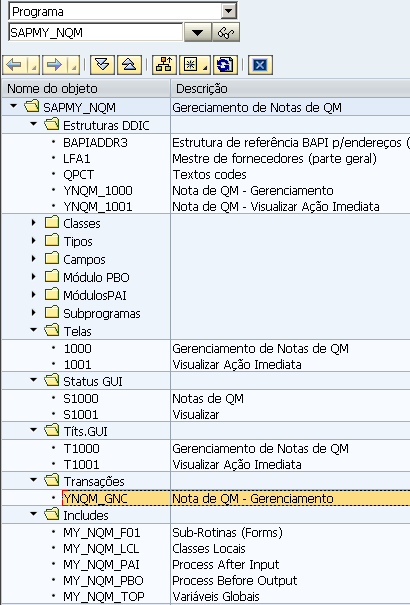 Programa
SAPMY_NQM
Nome do objeto Descrição
SAPMY_NQM Gereciamento de Notas de QM
Estruturas DDIC
BAPIADDR3 Estrutura de referência BAPI p/endereços (
LFA1 Mestre de fornecedores (parte geral)
QPCT Textos codes
YNQM_1000 Nota de QM - Gerenciamento
YNQM_1001 Nota de QM - Visualizar Ação Imediata
Classes
Tipos
Campos
Módulo PBO
MódulosPAI
Subprogramas
Telas
1000 Gerenciamento de Notas de QM
1001 Visualizar Ação Imediata
Status GUI
S1000 Notas de QM
S1001 Visualizar
Títs.GUI
T1000 Gerenciamento de Notas de QM
T1001 Visualizar Ação Imediata
Transações
YNQM_GNC Nota de QM - Gerenciamento
Includes
MY_NQM_F01 Sub-Rotinas (Forms)
MY_NQM_LCL Classes Locais
MY_NQM_PAI Process After Input
MY_NQM_PBO Process Before Output
MY_NQM_TOP Variáveis Globais